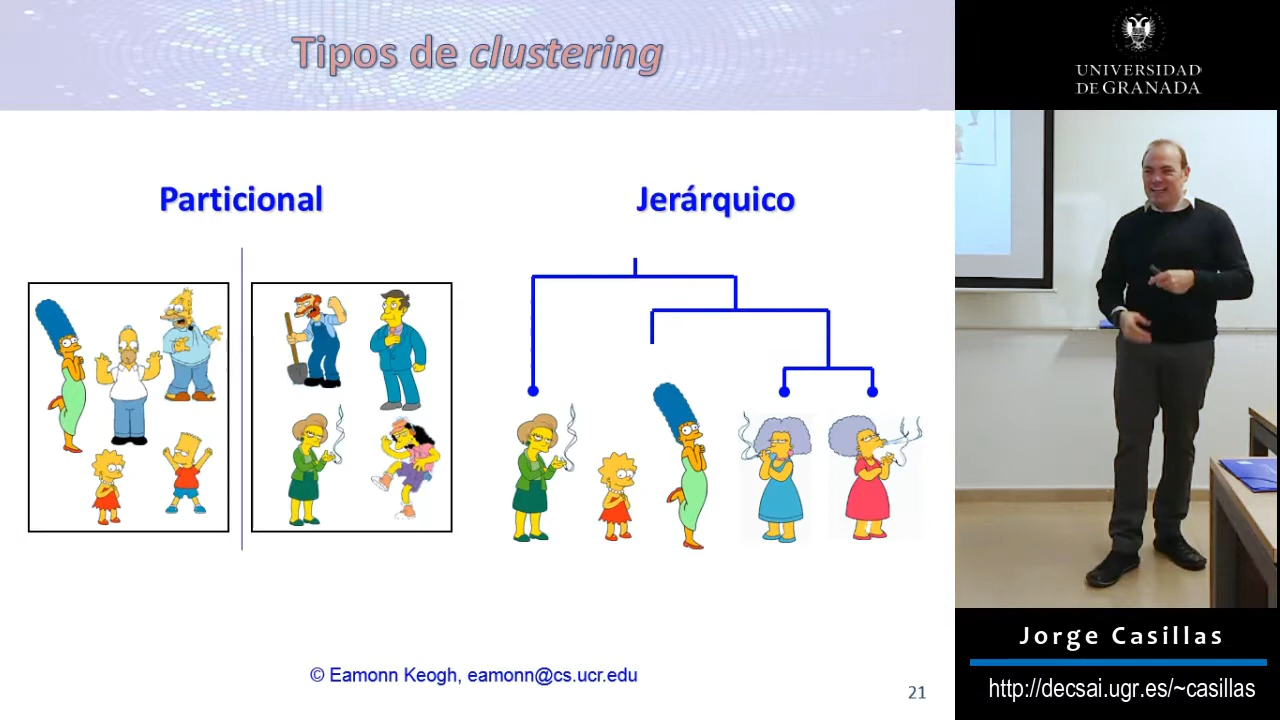 Tipos de clustering
Particional
Jerárquico
© Eamonn Keogh, eamonn@cs.ucr.edu
21
UNIVERSIDAD
DE GRANADA
Jorge Casillas
http://decsai.ugr.es/~casillas